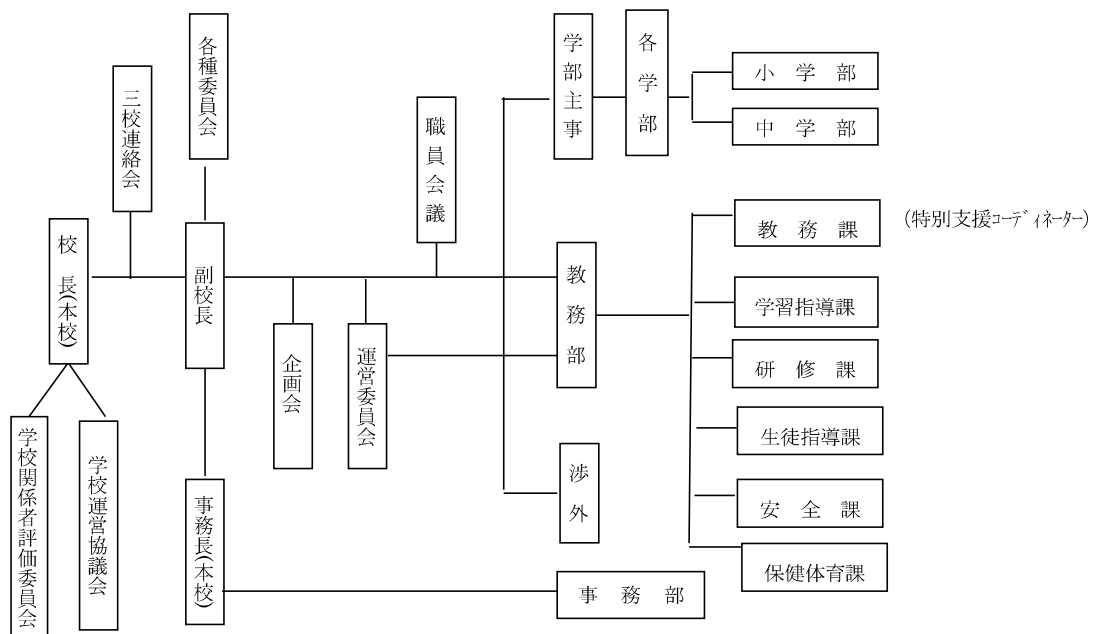 各種委員会
三校連絡会
校長(本校)
学校関係者評価委員会
学校運営協議会
副校長
事務長(本校)
企画会
運営委員会
職員会議
学部主事
各学部
小学部
中学部
教務部
教務課
(特別支援コーディネーター)
学習指導課
研修課
生徒指導課
安全課
保健体育課
渉外
事務部